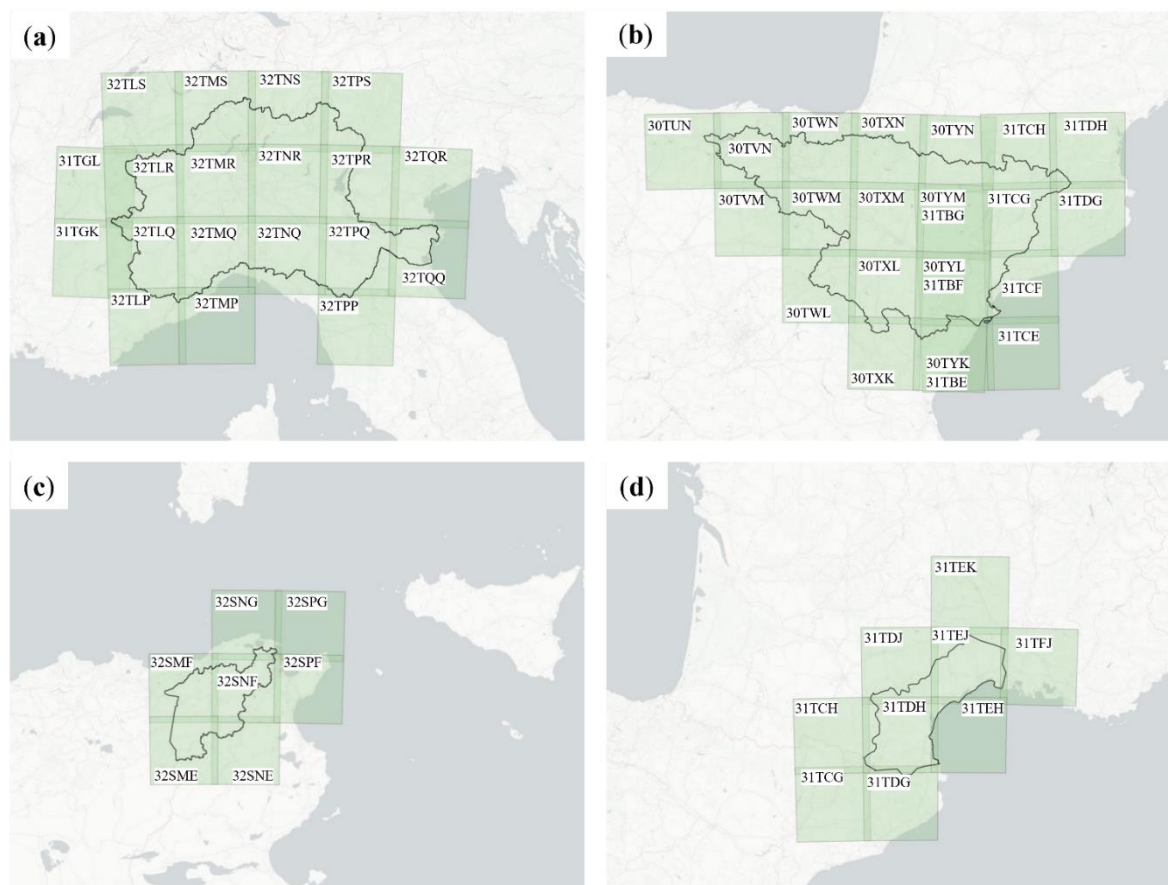 (a)
32TLS 32TMS 32TNS 32TPS
31TGL 32TLR 32TMR 32TNR 32TPR 32TQR
31TGK 32TLQ 32TMQ 32TNQ 32TPQ
32TQQ
32TLP 32TMP 32TPP
(b)
30TUN 30TWN 30TXN 30TYN 31TCH 31TDH
30TVN
30TVM 30TWM 30TXM 30TYM 31TCG 31TDG
31TBG
30TXL 30TYL
31TBF 31TCF
30TWL
31TCE
30TXK 30TYK
31TBE
(c)
32SNG 32SPG
32SMF 32SPF
32SNF
32SME 32SNE
(d)
31TEK
31TDJ 31TEJ 31TFJ
31TCH 31TDH 31TEH
31TCG 31TDG